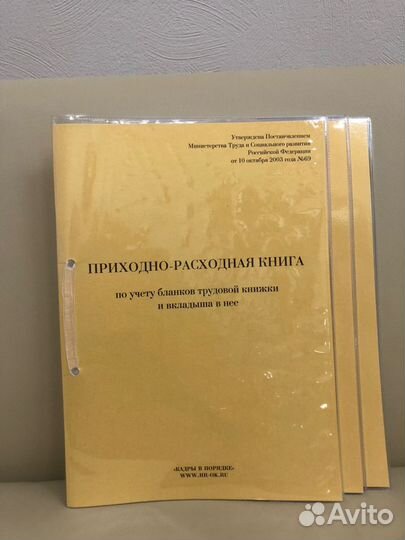 Утверждена Постановлением
Министерства Труда и Социального развития
Российской Федерации
от 10 октября 2003 года №69
ПРИХОДНО-РАСХОДНАЯ КНИГА
по учету бланков трудовой книжки
и вкладыша в нее
«КАДРЫ В ПОРЯДКЕ»
WWW.HR-OK.RU
Avito